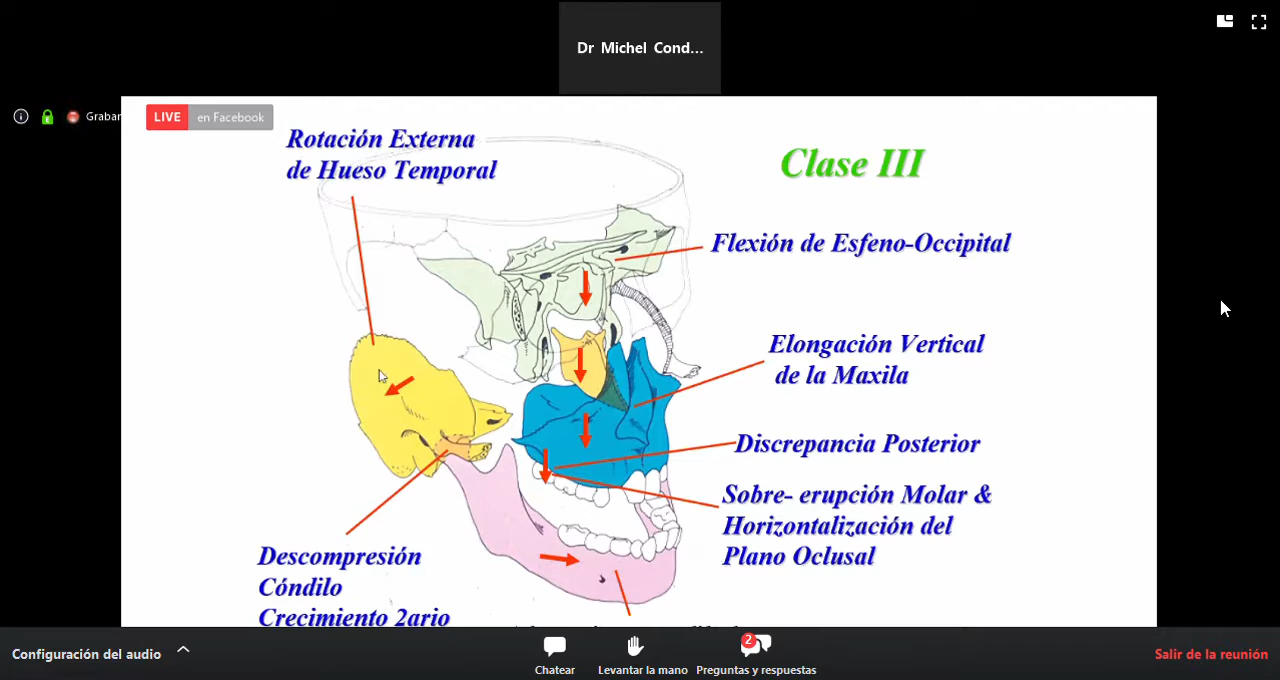 Dr Michel Cond...
Grabar
LIVE en Facebook
Rotación Externa
de Hueso Temporal
Clase III
Flexión de Esfeno-Occipital
Elongación Vertical
de la Maxila
Discrepancia Posterior
Sobre- erupción Molar &
Horizontalización del
Plano Oclusal
Descompresión
Cóndilo
Crecimiento 2ario
Configuración del audio
Chatear
Levantar la mano
2
Preguntas y respuestas
Salir de la reunión